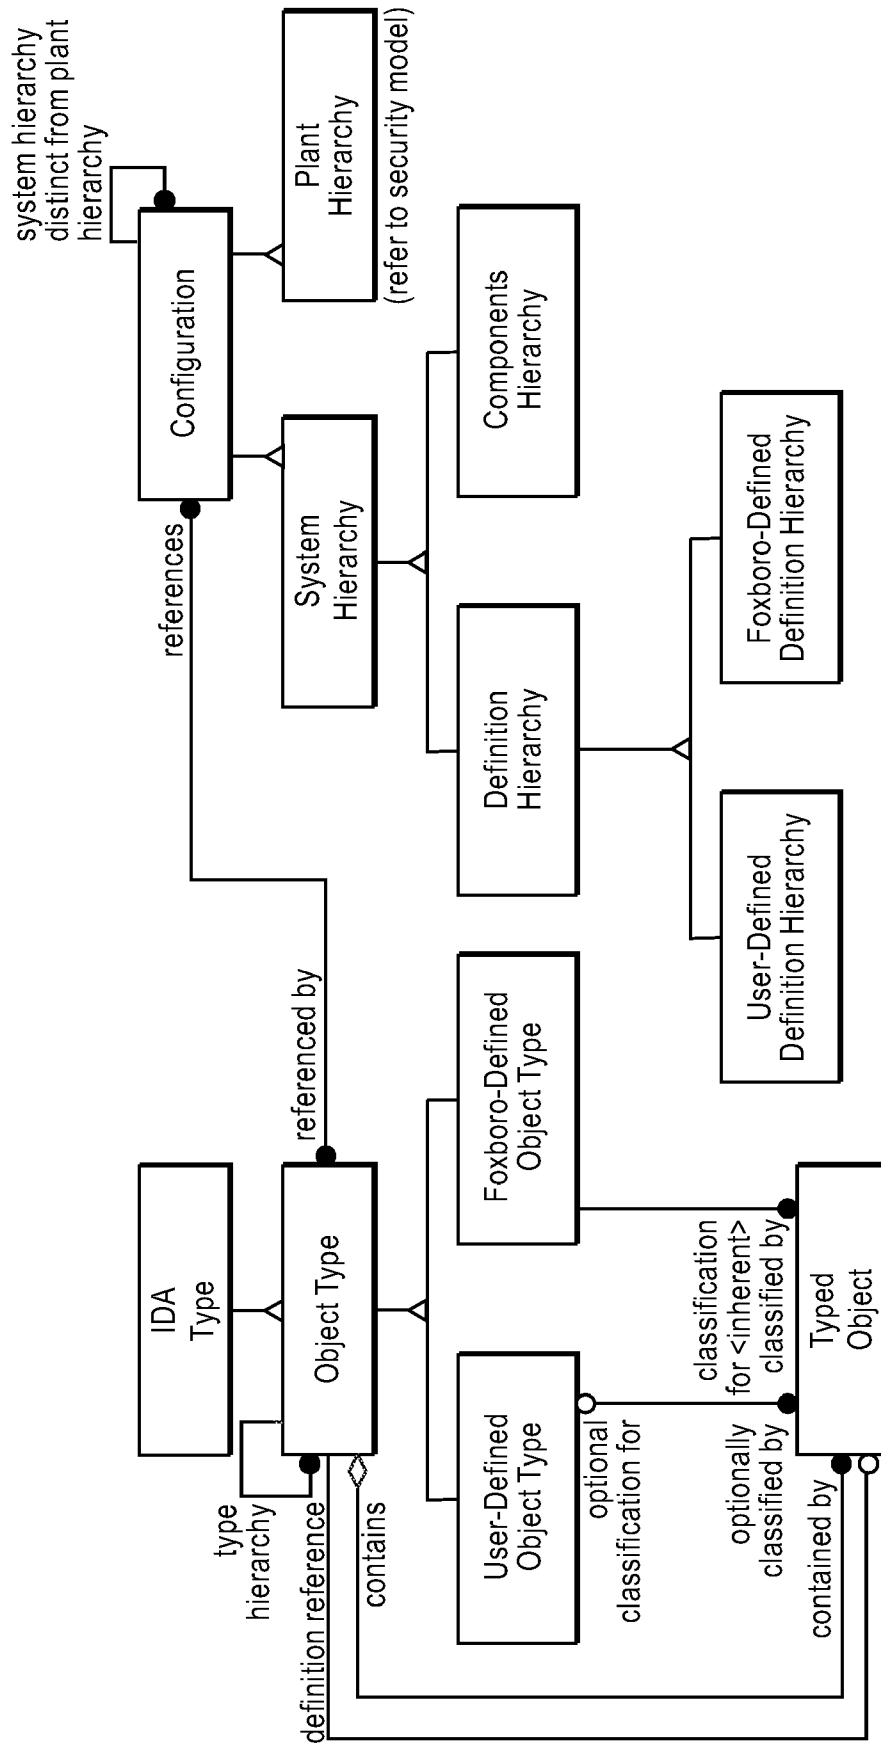 IDA
Type
type
hierarchy
Object Type
referenced by
references
definition reference
contains
User-Defined
Object Type
Foxboro-Defined
Object Type
optional
classification for
classification
for <inherent>
classified by
optionally
classified by
contained by
Typed
Object
system hierarchy
distinct from plant
hierarchy
Configuration
System
Hierarchy
Plant
Hierarchy
(refer to security model)
Definition
Hierarchy
Components
Hierarchy
User-Defined
Definition Hierarchy
Foxboro-Defined
Definition Hierarchy